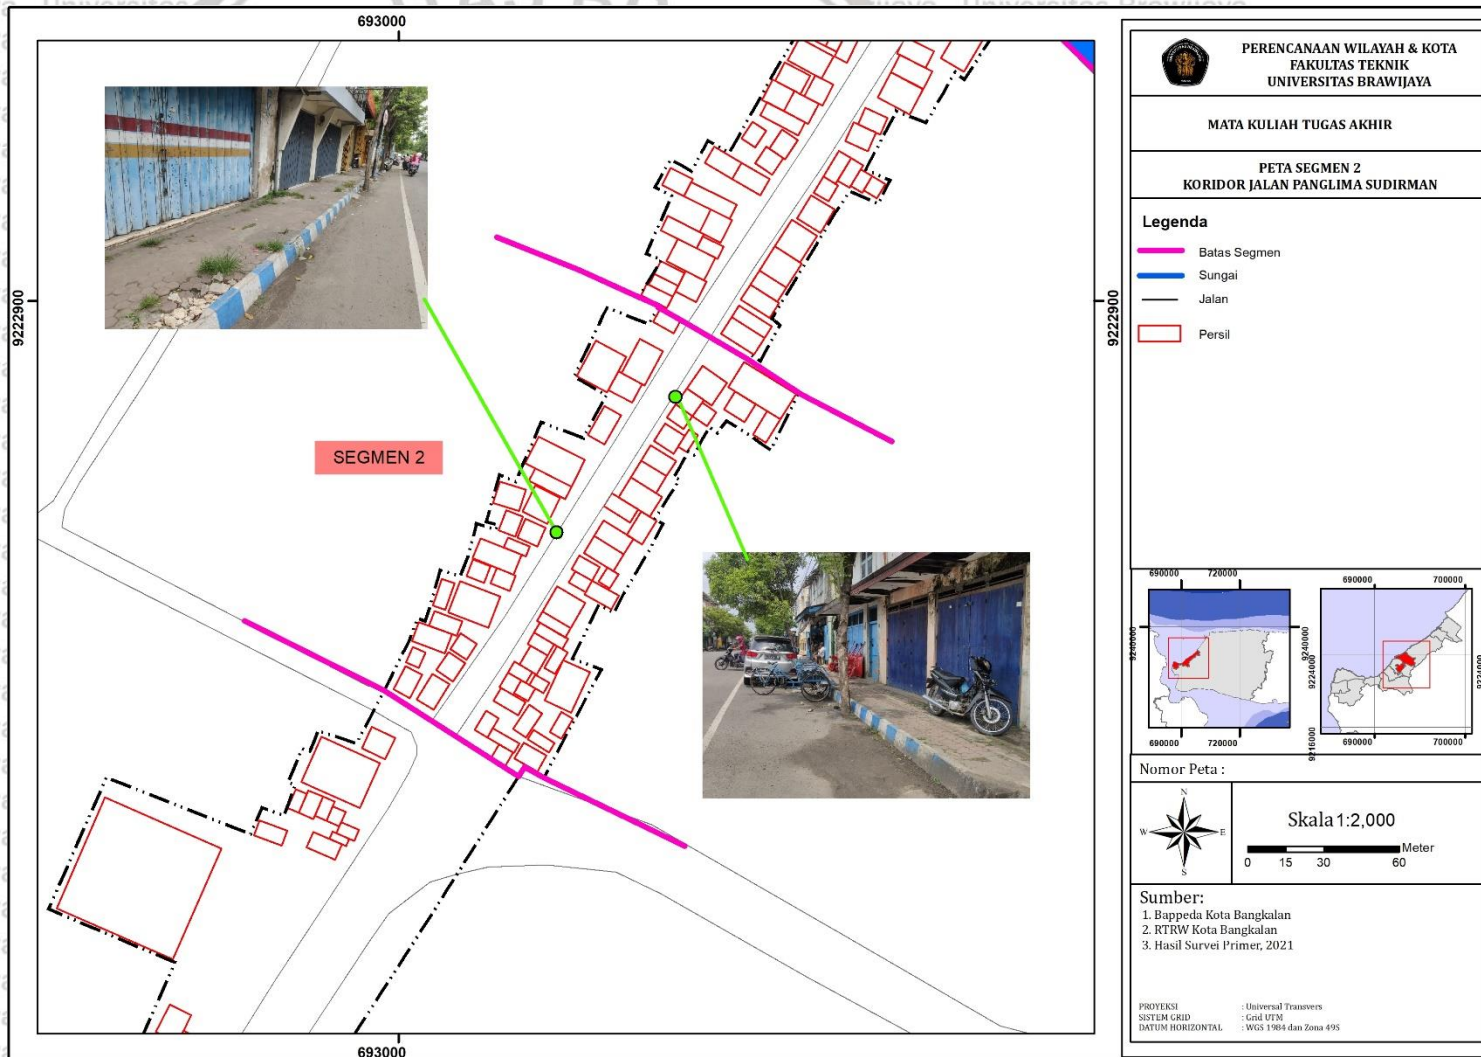 693000
9222900
9222900
693000
SEGMEN 2
PERENCANAAN WILAYAH & KOTA
FAKULTAS TEKNIK
UNIVERSITAS BRAWIJAYA
MATA KULIAH TUGAS AKHIR
PETA SEGMEN 2
KORIDOR JALAN PANGLIMA SUDIRMAN
Legenda
Batas Segmen
Sungai
Jalan
Persil
690000 720000
9240000
9240000
690000 720000
690000 700000
9224000
9216000
690000 700000
Nomor Peta :
N
W E
S
Skala 1:2,000
Meter
0 15 30 60
Sumber:
1. Bappeda Kota Bangkalan
2. RTRW Kota Bangkalan
3. Hasil Survei Primer, 2021
PROYEKSI : Universal Transvers
SISTEM GRID : Grid UTM
DATUM HORIZONTAL : WGS 1984 dan Zona 49S